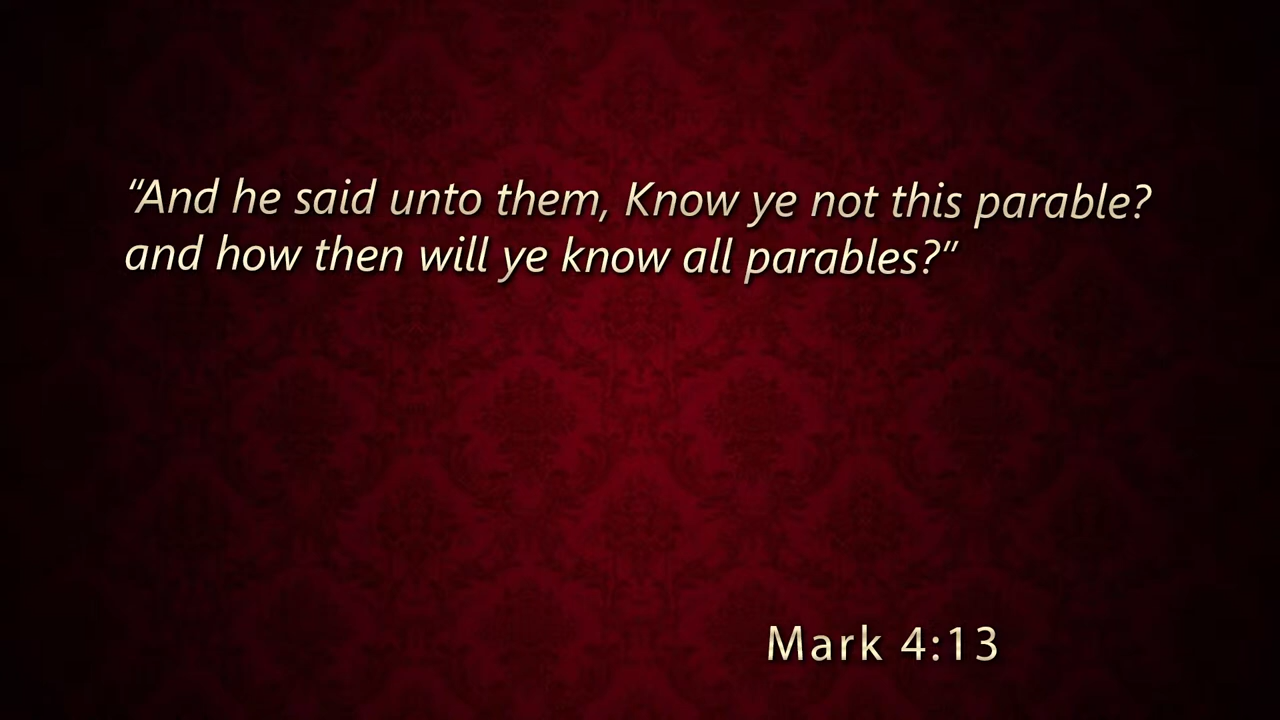 “And he said unto them, Know ye not this parable?
and how then will ye know all parables?”
Mark 4:13